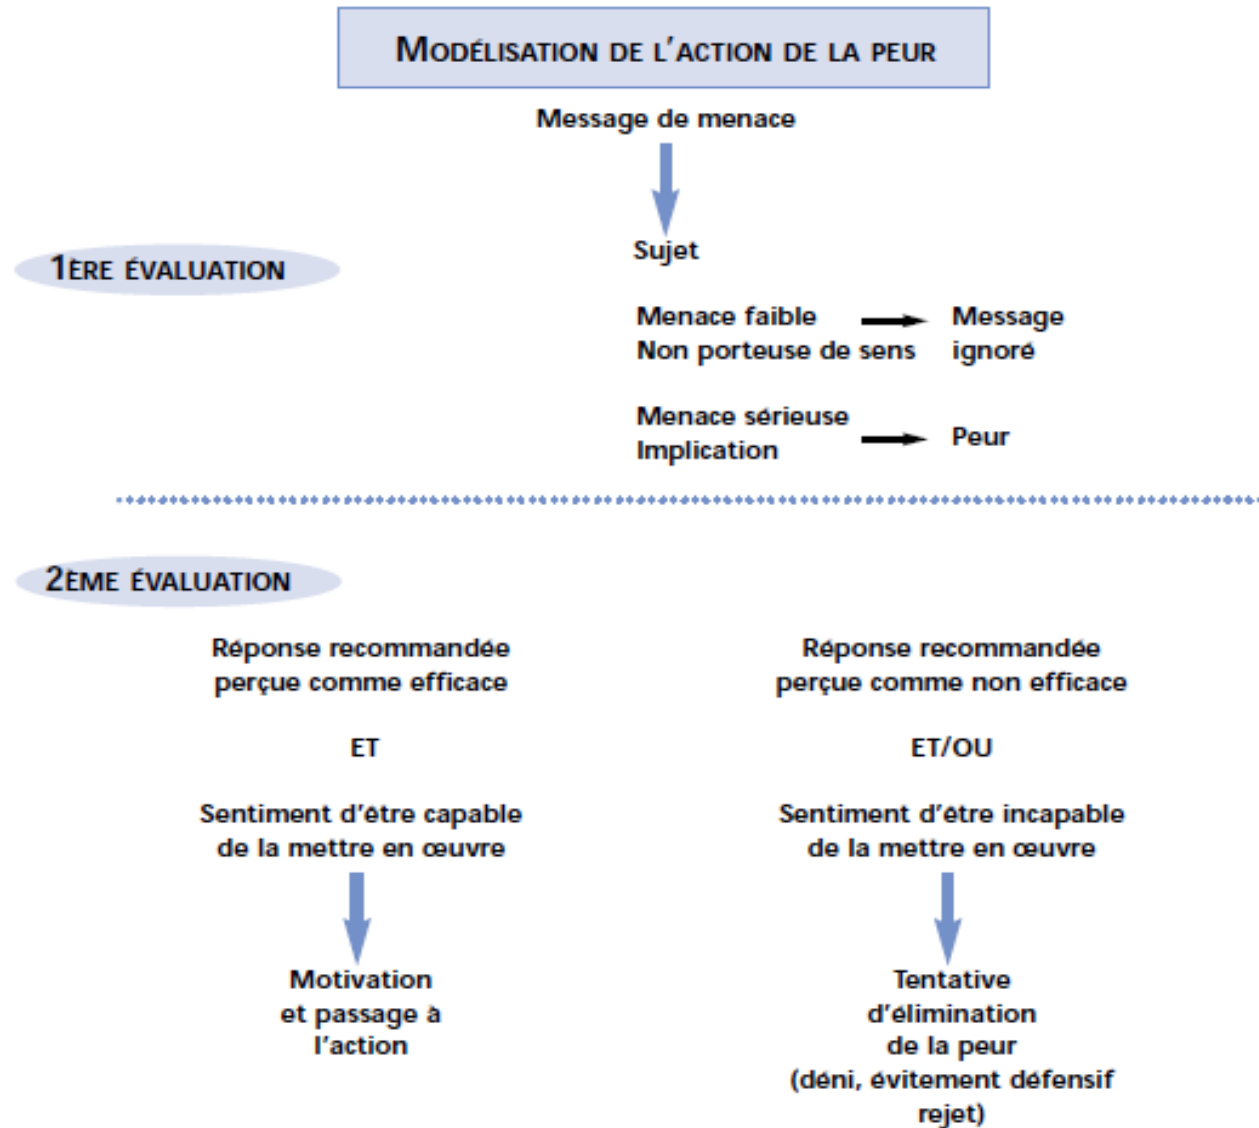 MODÉLISATION DE L'ACTION DE LA PEUR
Message de menace
Sujet
1ÈRE ÉVALUATION
Menace faible
Non porteuse de sens
Message
ignoré
Menace sérieuse
Implication
Peur
2ÈME ÉVALUATION
Réponse recommandée
perçue comme efficace
ET
Sentiment d'être capable
de la mettre en œuvre
Motivation
et passage à
l'action
Réponse recommandée
perçue comme non efficace
ET/OU
Sentiment d'être incapable
de la mettre en œuvre
Tentative
d'élimination
de la peur
(déni, évitement défensif
rejet)